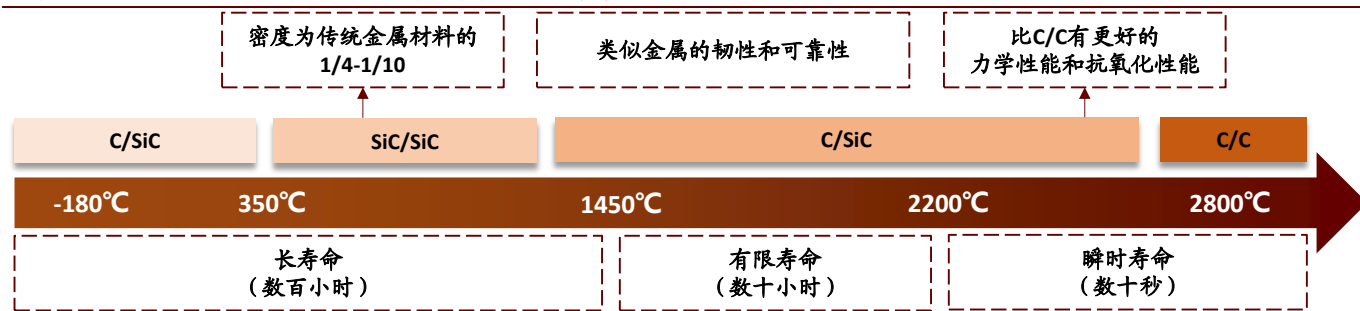 密度为传统金属材料的
1/4-1/10
类似金属的韧性和可靠性
比C/C有更好的
力学性能和抗氧化性能
C/SiC
SiC/SiC
C/SiC
C/C
-180℃
350℃
1450℃
2200℃
2800℃
长寿命
（数百小时）
有限寿命
（数十小时）
瞬时寿命
（数十秒）